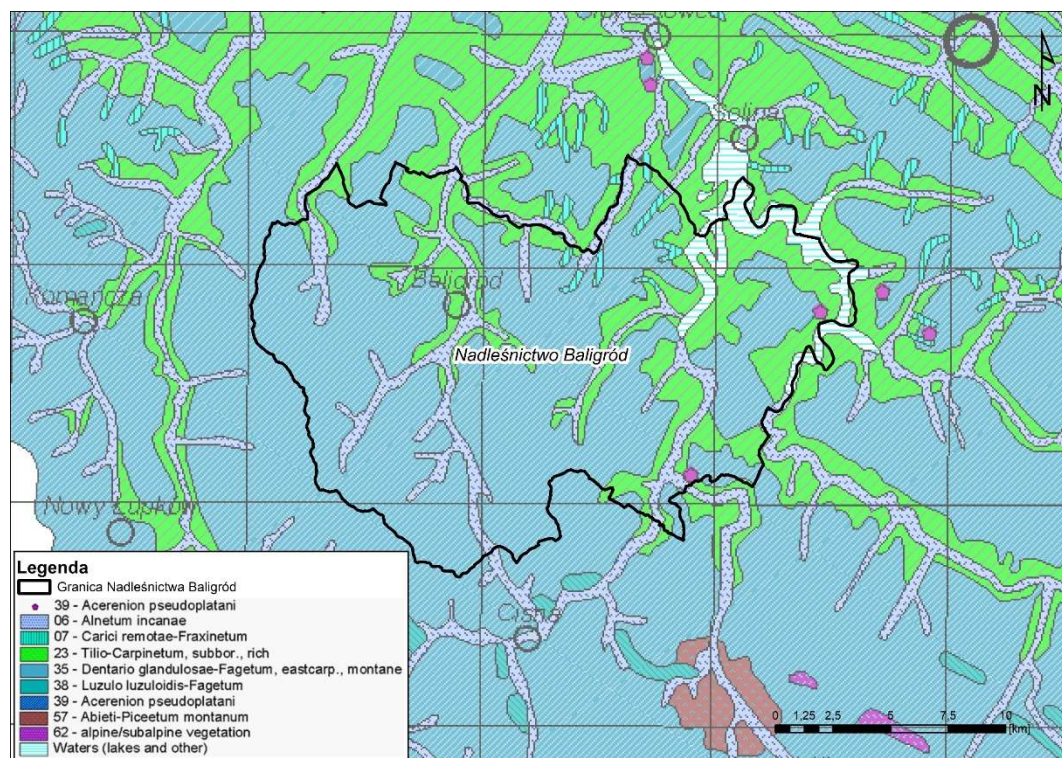 Solina
N
Komańcza
Baligród
Nadleśnictwo Baligród
Nowy Łupków
Cisna
Legenda
Granica Nadleśnictwa Baligród
39 - Acerenion pseudoplatani
06 - Alnetum incanae
07 - Carici remotae-Fraxinetum
23 - Tilio-Carpinetum, subbor., rich
35 - Dentario glandulosae-Fagetum, eastcarp., montane
38 - Luzulo luzuloidis-Fagetum
39 - Acerenion pseudoplatani
57 - Abieti-Piceetum montanum
62 - alpine/subalpine vegetation
Waters (lakes and other)
0 1,25 2,5 5 7,5 10
[km]